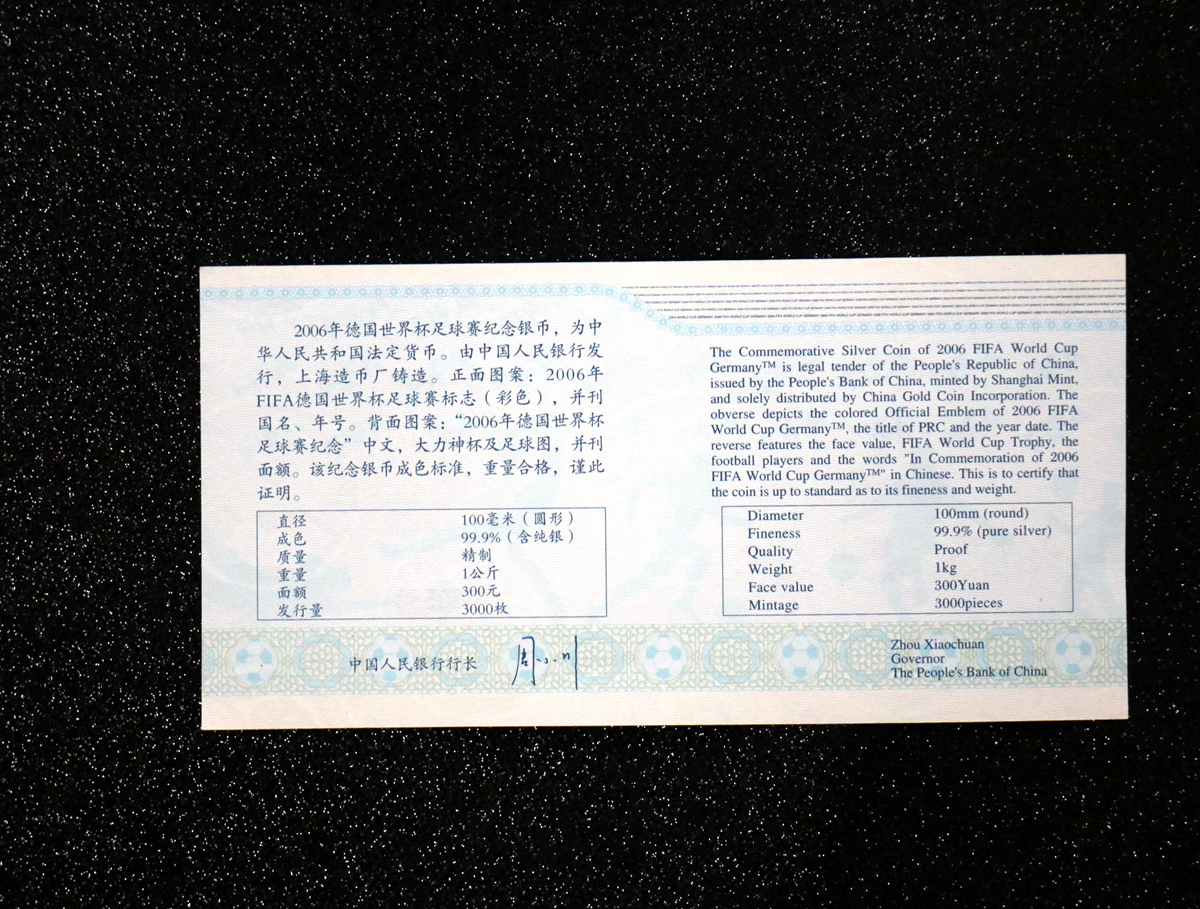 2006年德国世界杯足球赛纪念银币，为中
华人民共和国法定货币。由中国人民银行发
行，上海造币厂铸造。正面图案：2006年
FIFA德国世界杯足球赛标志（彩色），并刊
国名、年号。背面图案：“2006年德国世界杯
足球赛纪念”中文，大力神杯及足球图，并刊
面额。该纪念银币成色标准，重量合格，谨此
证明。
直径 100毫米（圆形）
成色 99.9%（含纯银）
质量 精制
重量 1公斤
面额 300元
发行量 3000枚
中国人民银行行长
The Commemorative Silver Coin of 2006 FIFA World Cup
Germany™ is legal tender of the People's Republic of China,
issued by the People's Bank of China, minted by Shanghai Mint,
and solely distributed by China Gold Coin Incorporation. The
obverse depicts the colored Official Emblem of 2006 FIFA
World Cup Germany™, the title of PRC and the year date. The
reverse features the face value, FIFA World Cup Trophy, the
football players and the words "In Commemoration of 2006
FIFA World Cup Germany™" in Chinese. This is to certify that
the coin is up to standard as to its fineness and weight.
Diameter 100mm (round)
Fineness 99.9% (pure silver)
Quality Proof
Weight 1kg
Face value 300Yuan
Mintage 3000pieces
Zhou Xiaochuan
Governor
The People's Bank of China